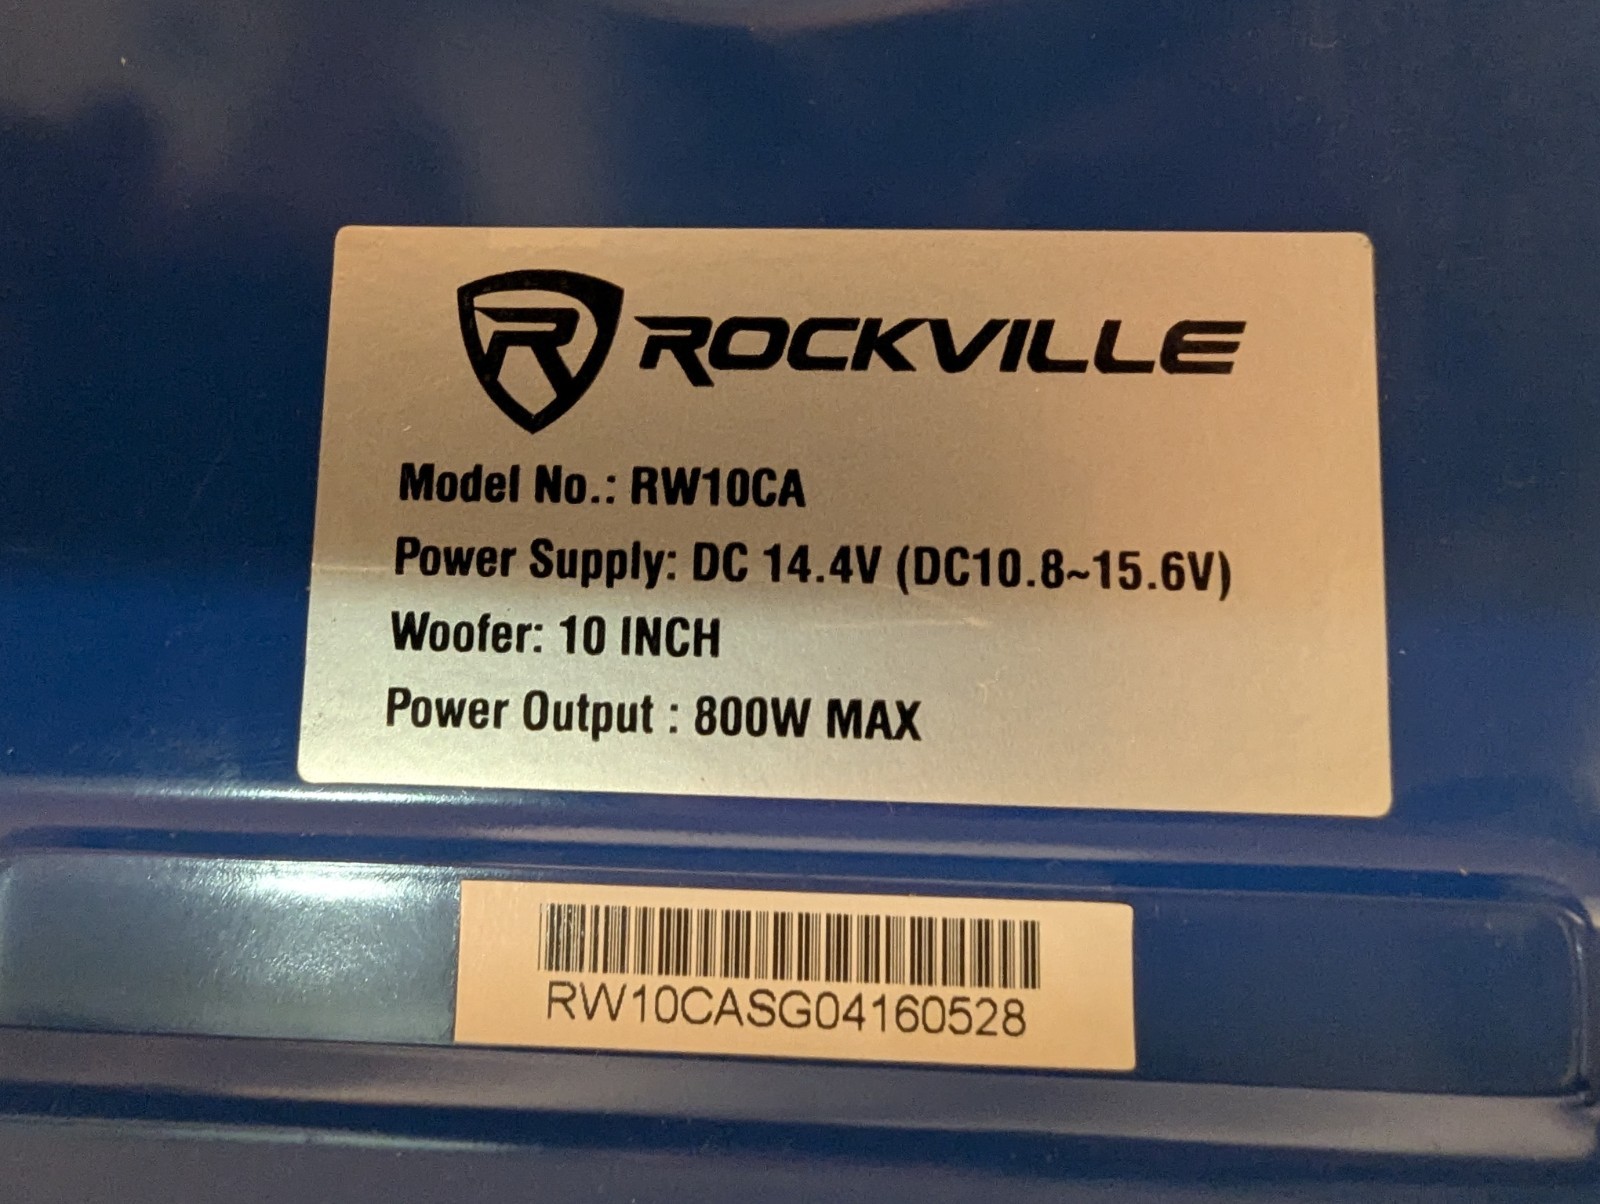 ROCKVILLE
Model No.: RW10CA
Power Supply: DC 14.4V (DC10.8~15.6V)
Woofer: 10 INCH
Power Output : 800W MAX
RW10CASG04160528